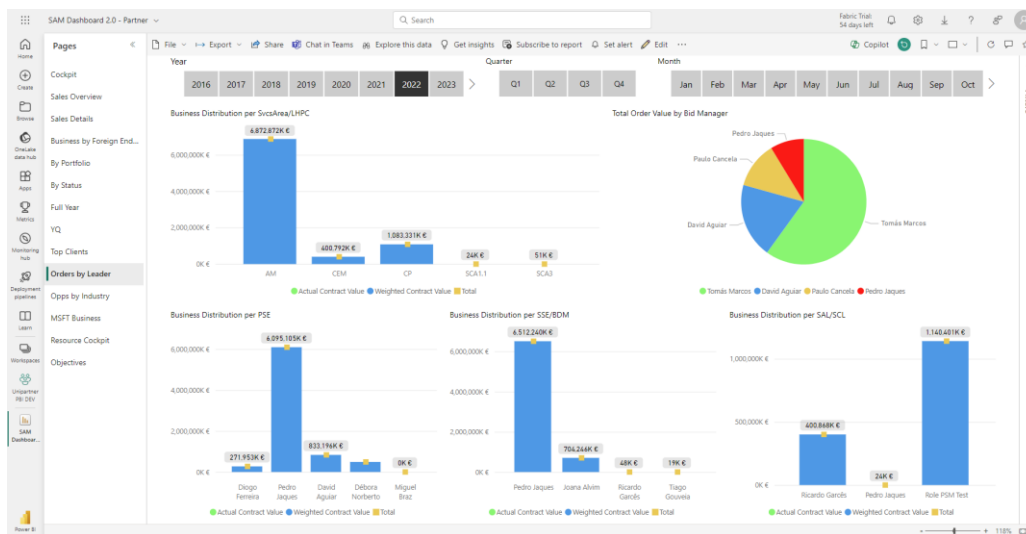 SAM Dashboard 2.0 - Partner
Search
Fabric Trial:
54 days left
Home
Create
Browse
OneLake
data hub
Apps
Metrics
Monitoring
hub
Deployment
pipelines
Learn
Workspaces
Unipartner
PBI DEV
SAM
Dashboar...
Power BI
Pages
Cockpit
Sales Overview
Sales Details
Business by Foreign End...
By Portfolio
By Status
Full Year
YQ
Top Clients
Orders by Leader
Opps by Industry
MSFT Business
Resource Cockpit
Objectives
File
Export
Share
Chat in Teams
Explore this data
Get insights
Subscribe to report
Set alert
Edit
Copilot
Year
2016 2017 2018 2019 2020 2021 2022 2023
Quarter
Q1 Q2 Q3 Q4
Month
Jan Feb Mar Apr May Jun Jul Aug Sep Oct
Business Distribution per SvcsArea/LHPC
6,872,872K €
6,000,000K €
4,000,000K €
2,000,000K €
0K €
400,792K €
1,083,331K €
24K €
51K €
AM CEM CP SCA1.1 SCA3
Actual Contract Value Weighted Contract Value Total
Total Order Value by Bid Manager
Pedro Jaques
Paulo Cancela
David Aguiar
Tomás Marcos
Tomás Marcos David Aguiar Paulo Cancela Pedro Jaques
Business Distribution per PSE
6,095,105K €
6,000,000K €
4,000,000K €
2,000,000K €
0K €
271,953K €
833,196K €
0K €
Diogo Ferreira
Pedro Jaques
David Aguiar
Débora Norberto
Miguel Braz
Actual Contract Value Weighted Contract Value Total
Business Distribution per SSE/BDM
6,512,240K €
6,000,000K €
4,000,000K €
2,000,000K €
0K €
704,246K €
48K €
19K €
Pedro Jaques
Joana Alvim
Ricardo Garcês
Tiago Gouveia
Actual Contract Value Weighted Contract Value Total
Business Distribution per SAL/SCL
1,140,401K €
1,000,000K €
500,000K €
0K €
400,868K €
24K €
Ricardo Garcês
Pedro Jaques
Role PSM Test
Actual Contract Value Weighted Contract Value Total
118%